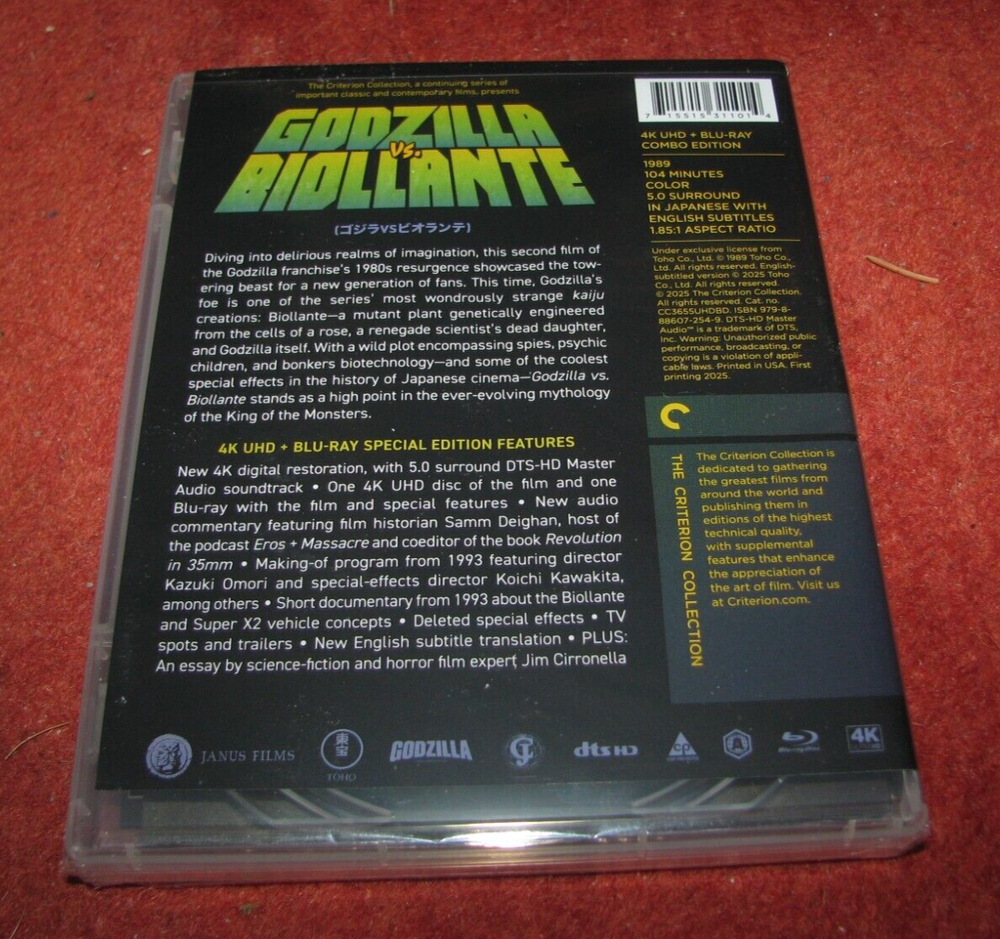 The Criterion Collection, a continuing series of
important classic and contemporary films, presents
GODZILLA
VS.
BIOLLANTE
(ゴジラVSビオランテ)
Diving into delirious realms of imagination, this second film of
the Godzilla franchise's 1980s resurgence showcased the tow-
ering beast for a new generation of fans. This time, Godzilla's
foe is one of the series' most wondrously strange kaiju
creations: Biollante—a mutant plant genetically engineered
from the cells of a rose, a renegade scientist's dead daughter,
and Godzilla itself. With a wild plot encompassing spies, psychic
children, and bonkers biotechnology—and some of the coolest
special effects in the history of Japanese cinema—Godzilla vs.
Biollante stands as a high point in the ever-evolving mythology
of the King of the Monsters.
4K UHD + BLU-RAY SPECIAL EDITION FEATURES
New 4K digital restoration, with 5.0 surround DTS-HD Master
Audio soundtrack • One 4K UHD disc of the film and one
Blu-ray with the film and special features • New audio
commentary featuring film historian Samm Deighan, host of
the podcast Eros + Massacre and coeditor of the book Revolution
in 35mm • Making-of program from 1993 featuring director
Kazuki Omori and special-effects director Koichi Kawakita,
among others • Short documentary from 1993 about the Biollante
and Super X2 vehicle concepts • Deleted special effects • TV
spots and trailers • New English subtitle translation • PLUS:
An essay by science-fiction and horror film expert Jim Cirronella
7 15515 31101 4
4K UHD + BLU-RAY
COMBO EDITION
1989
104 MINUTES
COLOR
5.0 SURROUND
IN JAPANESE WITH
ENGLISH SUBTITLES
1.85:1 ASPECT RATIO
Under exclusive license from
Toho Co., Ltd. © 1989 Toho Co.,
Ltd. All rights reserved. English-
subtitled version © 2025 Toho
Co., Ltd. All rights reserved.
© 2025 The Criterion Collection.
All rights reserved. Cat. no.
CC3655UHDBD. ISBN 979-8-
88607-254-9. DTS-HD Master
Audio™ is a trademark of DTS,
Inc. Warning: Unauthorized public
performance, broadcasting, or
copying is a violation of appli-
cable laws. Printed in USA. First
printing 2025.
THE CRITERION COLLECTION
The Criterion Collection is
dedicated to gathering
the greatest films from
around the world and
publishing them in
editions of the highest
technical quality,
with supplemental
features that enhance
the appreciation of
the art of film. Visit us
at Criterion.com.
JANUS FILMS
東宝
TOHO
GODZILLA
dts HD
Blu-ray Disc
4K